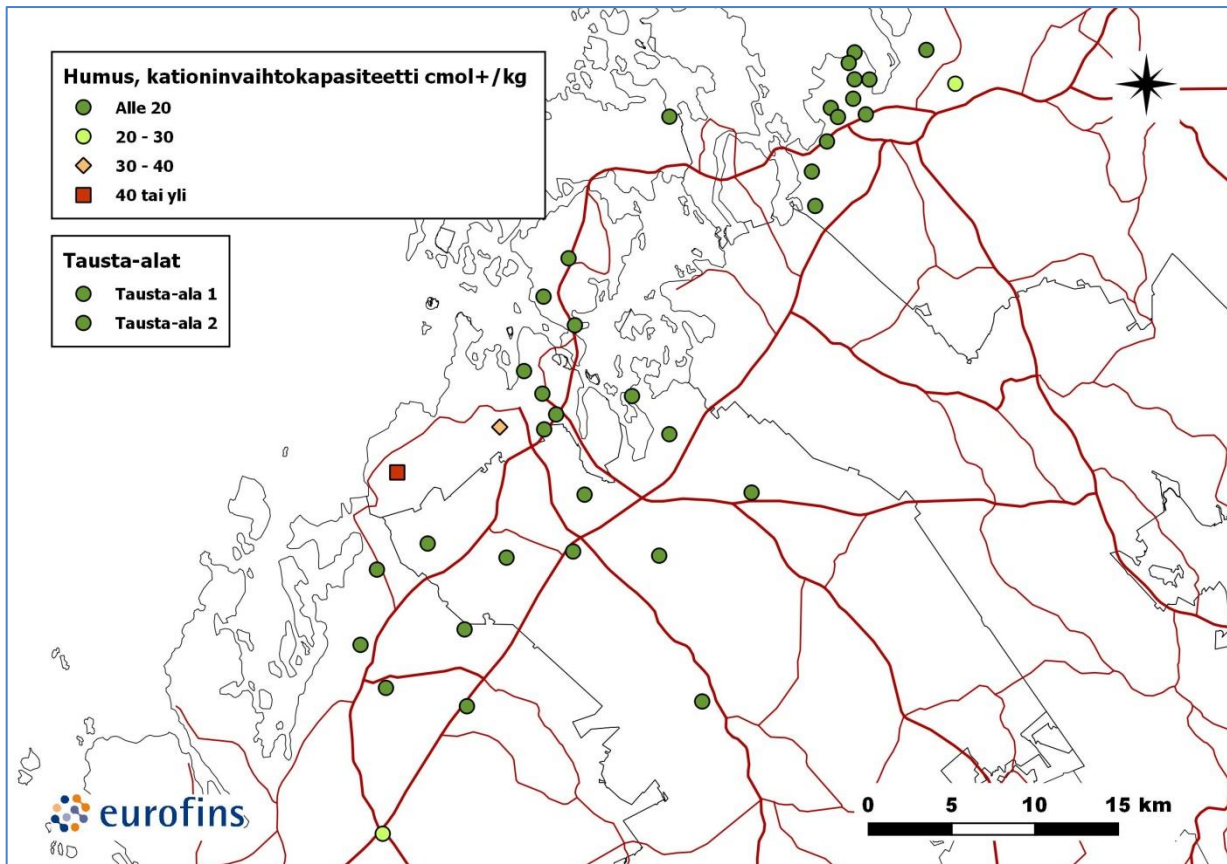 Humus, kationinvaihtokapasiteetti cmol+/kg
Alle 20
20 - 30
30 - 40
40 tai yli
Tausta-alat
Tausta-ala 1
Tausta-ala 2
eurofins
0 5 10 15 km